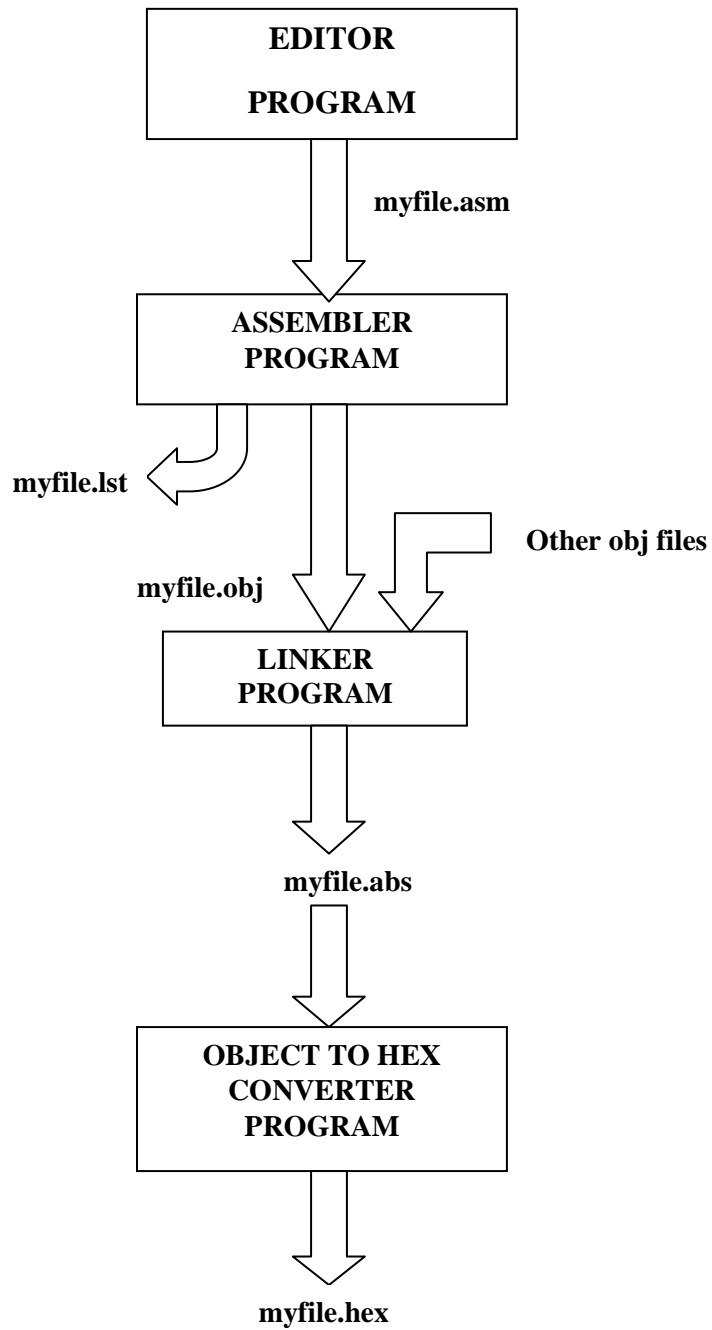 EDITOR
PROGRAM
myfile.asm
ASSEMBLER
PROGRAM
myfile.lst
Other obj files
myfile.obj
LINKER
PROGRAM
myfile.abs
OBJECT TO HEX
CONVERTER
PROGRAM
myfile.hex